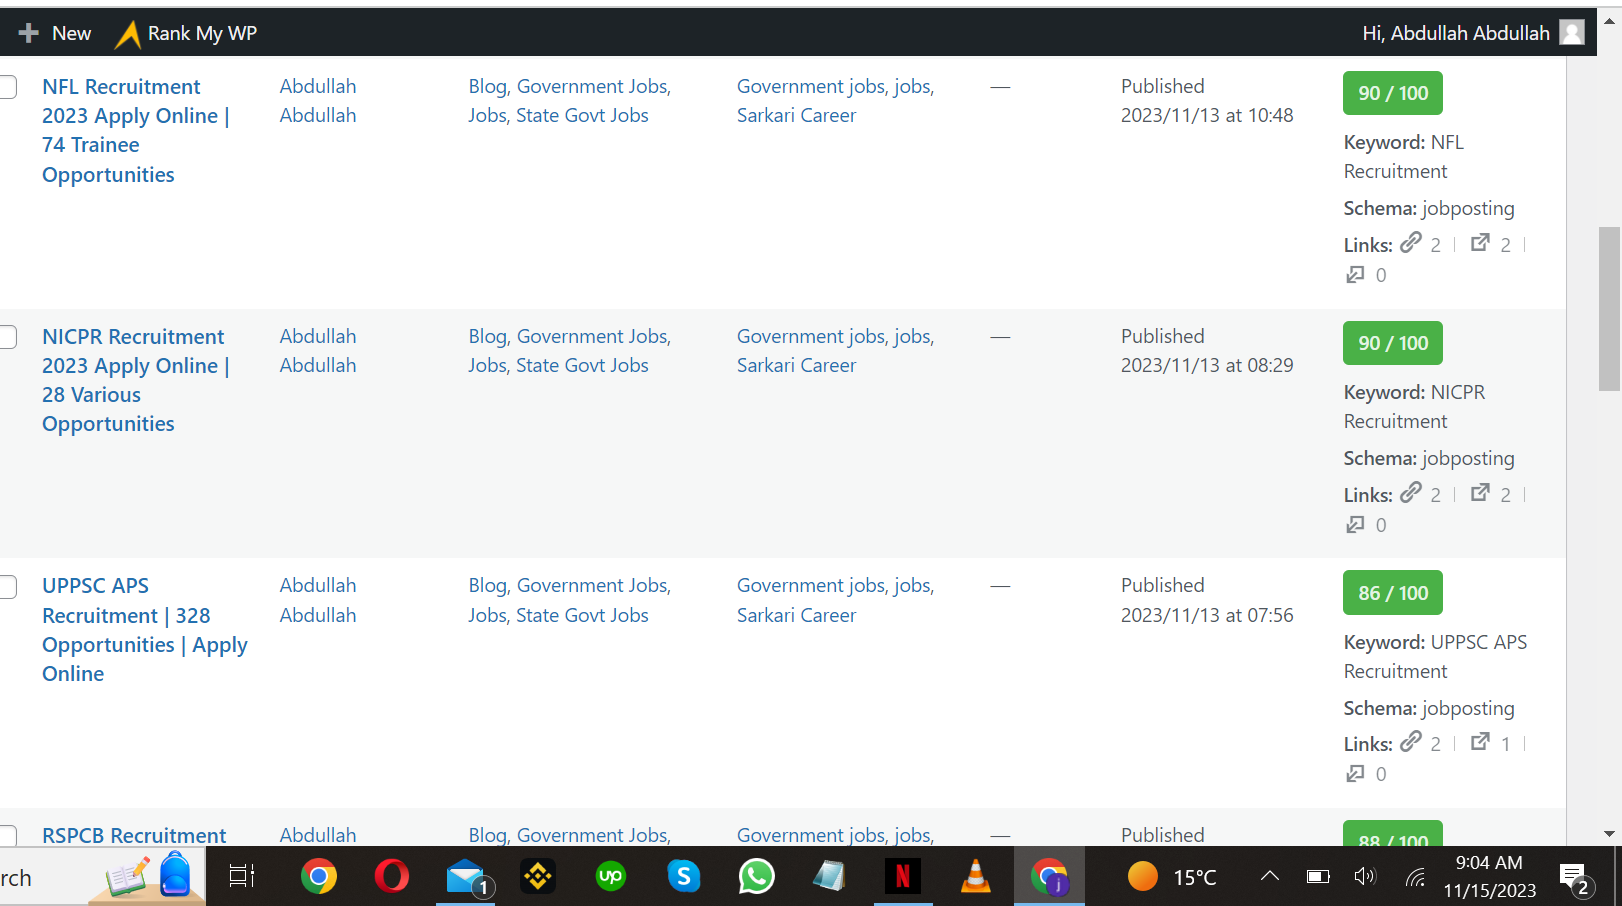 New Rank My WP Hi, Abdullah Abdullah
NFL Recruitment
2023 Apply Online |
74 Trainee
Opportunities
Abdullah
Abdullah
Blog, Government Jobs,
Jobs, State Govt Jobs
Government jobs, jobs,
Sarkari Career
—
Published
2023/11/13 at 10:48
90 / 100
Keyword: NFL
Recruitment
Schema: jobposting
Links: 2 | 2 |
0
NICPR Recruitment
2023 Apply Online |
28 Various
Opportunities
Abdullah
Abdullah
Blog, Government Jobs,
Jobs, State Govt Jobs
Government jobs, jobs,
Sarkari Career
—
Published
2023/11/13 at 08:29
90 / 100
Keyword: NICPR
Recruitment
Schema: jobposting
Links: 2 | 2 |
0
UPPSC APS
Recruitment | 328
Opportunities | Apply
Online
Abdullah
Abdullah
Blog, Government Jobs,
Jobs, State Govt Jobs
Government jobs, jobs,
Sarkari Career
—
Published
2023/11/13 at 07:56
86 / 100
Keyword: UPPSC APS
Recruitment
Schema: jobposting
Links: 2 | 1 |
0
RSPCB Recruitment
Abdullah
Blog, Government Jobs,
Government jobs, jobs,
—
Published
88 / 100
rch
1
up
S
N
j
15°C
9:04 AM
11/15/2023
2